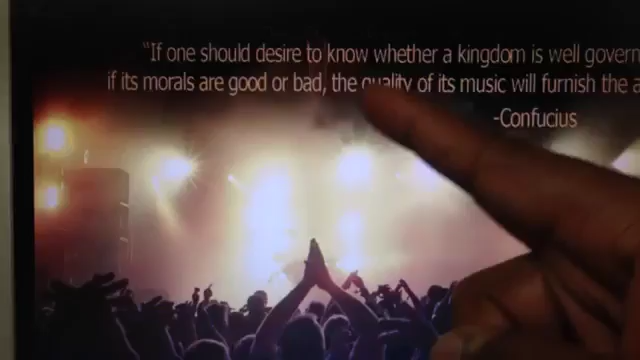 "If one should desire to know whether a kingdom is well govern
if its morals are good or bad, the quality of its music will furnish the a
-Confucius